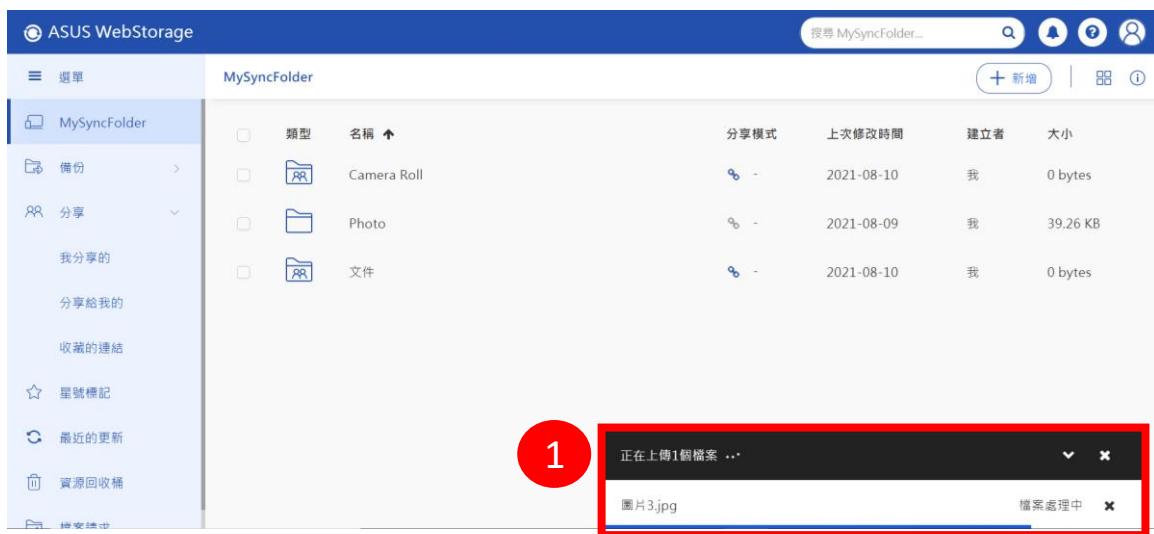 ASUS WebStorage
搜尋 MySyncFolder...
選單
MySyncFolder
新增
MySyncFolder
類型 名稱 分享模式 上次修改時間 建立者 大小
備份
Camera Roll - 2021-08-10 我 0 bytes
分享
Photo - 2021-08-09 我 39.26 KB
我分享的
文件 - 2021-08-10 我 0 bytes
分享給我的
收藏的連結
星號標記
最近的更新
1
正在上傳1個檔案 ...
資源回收桶
圖片3.jpg 檔案處理中
檔案請求